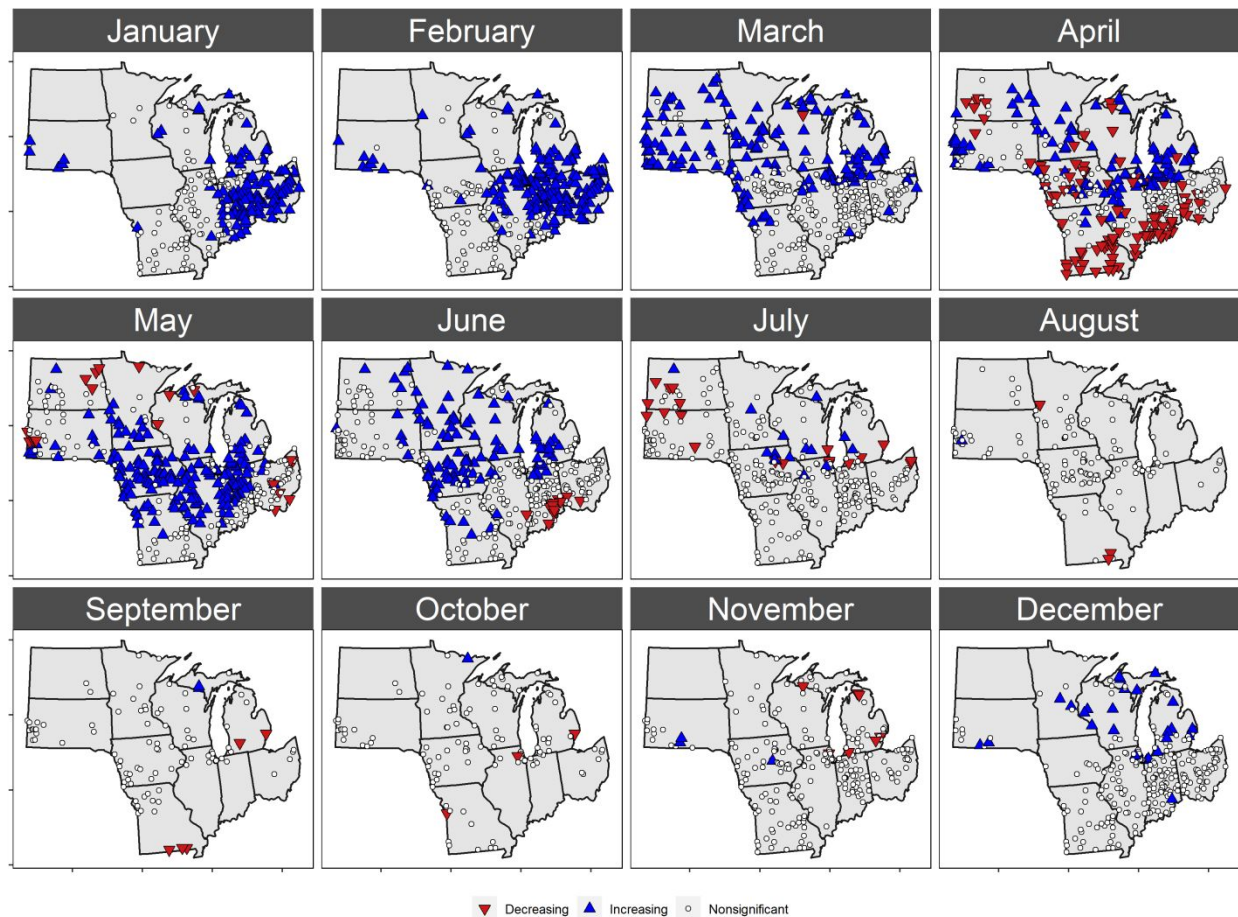 January
February
March
April
May
June
July
August
September
October
November
December
Decreasing
Increasing
Nonsignificant